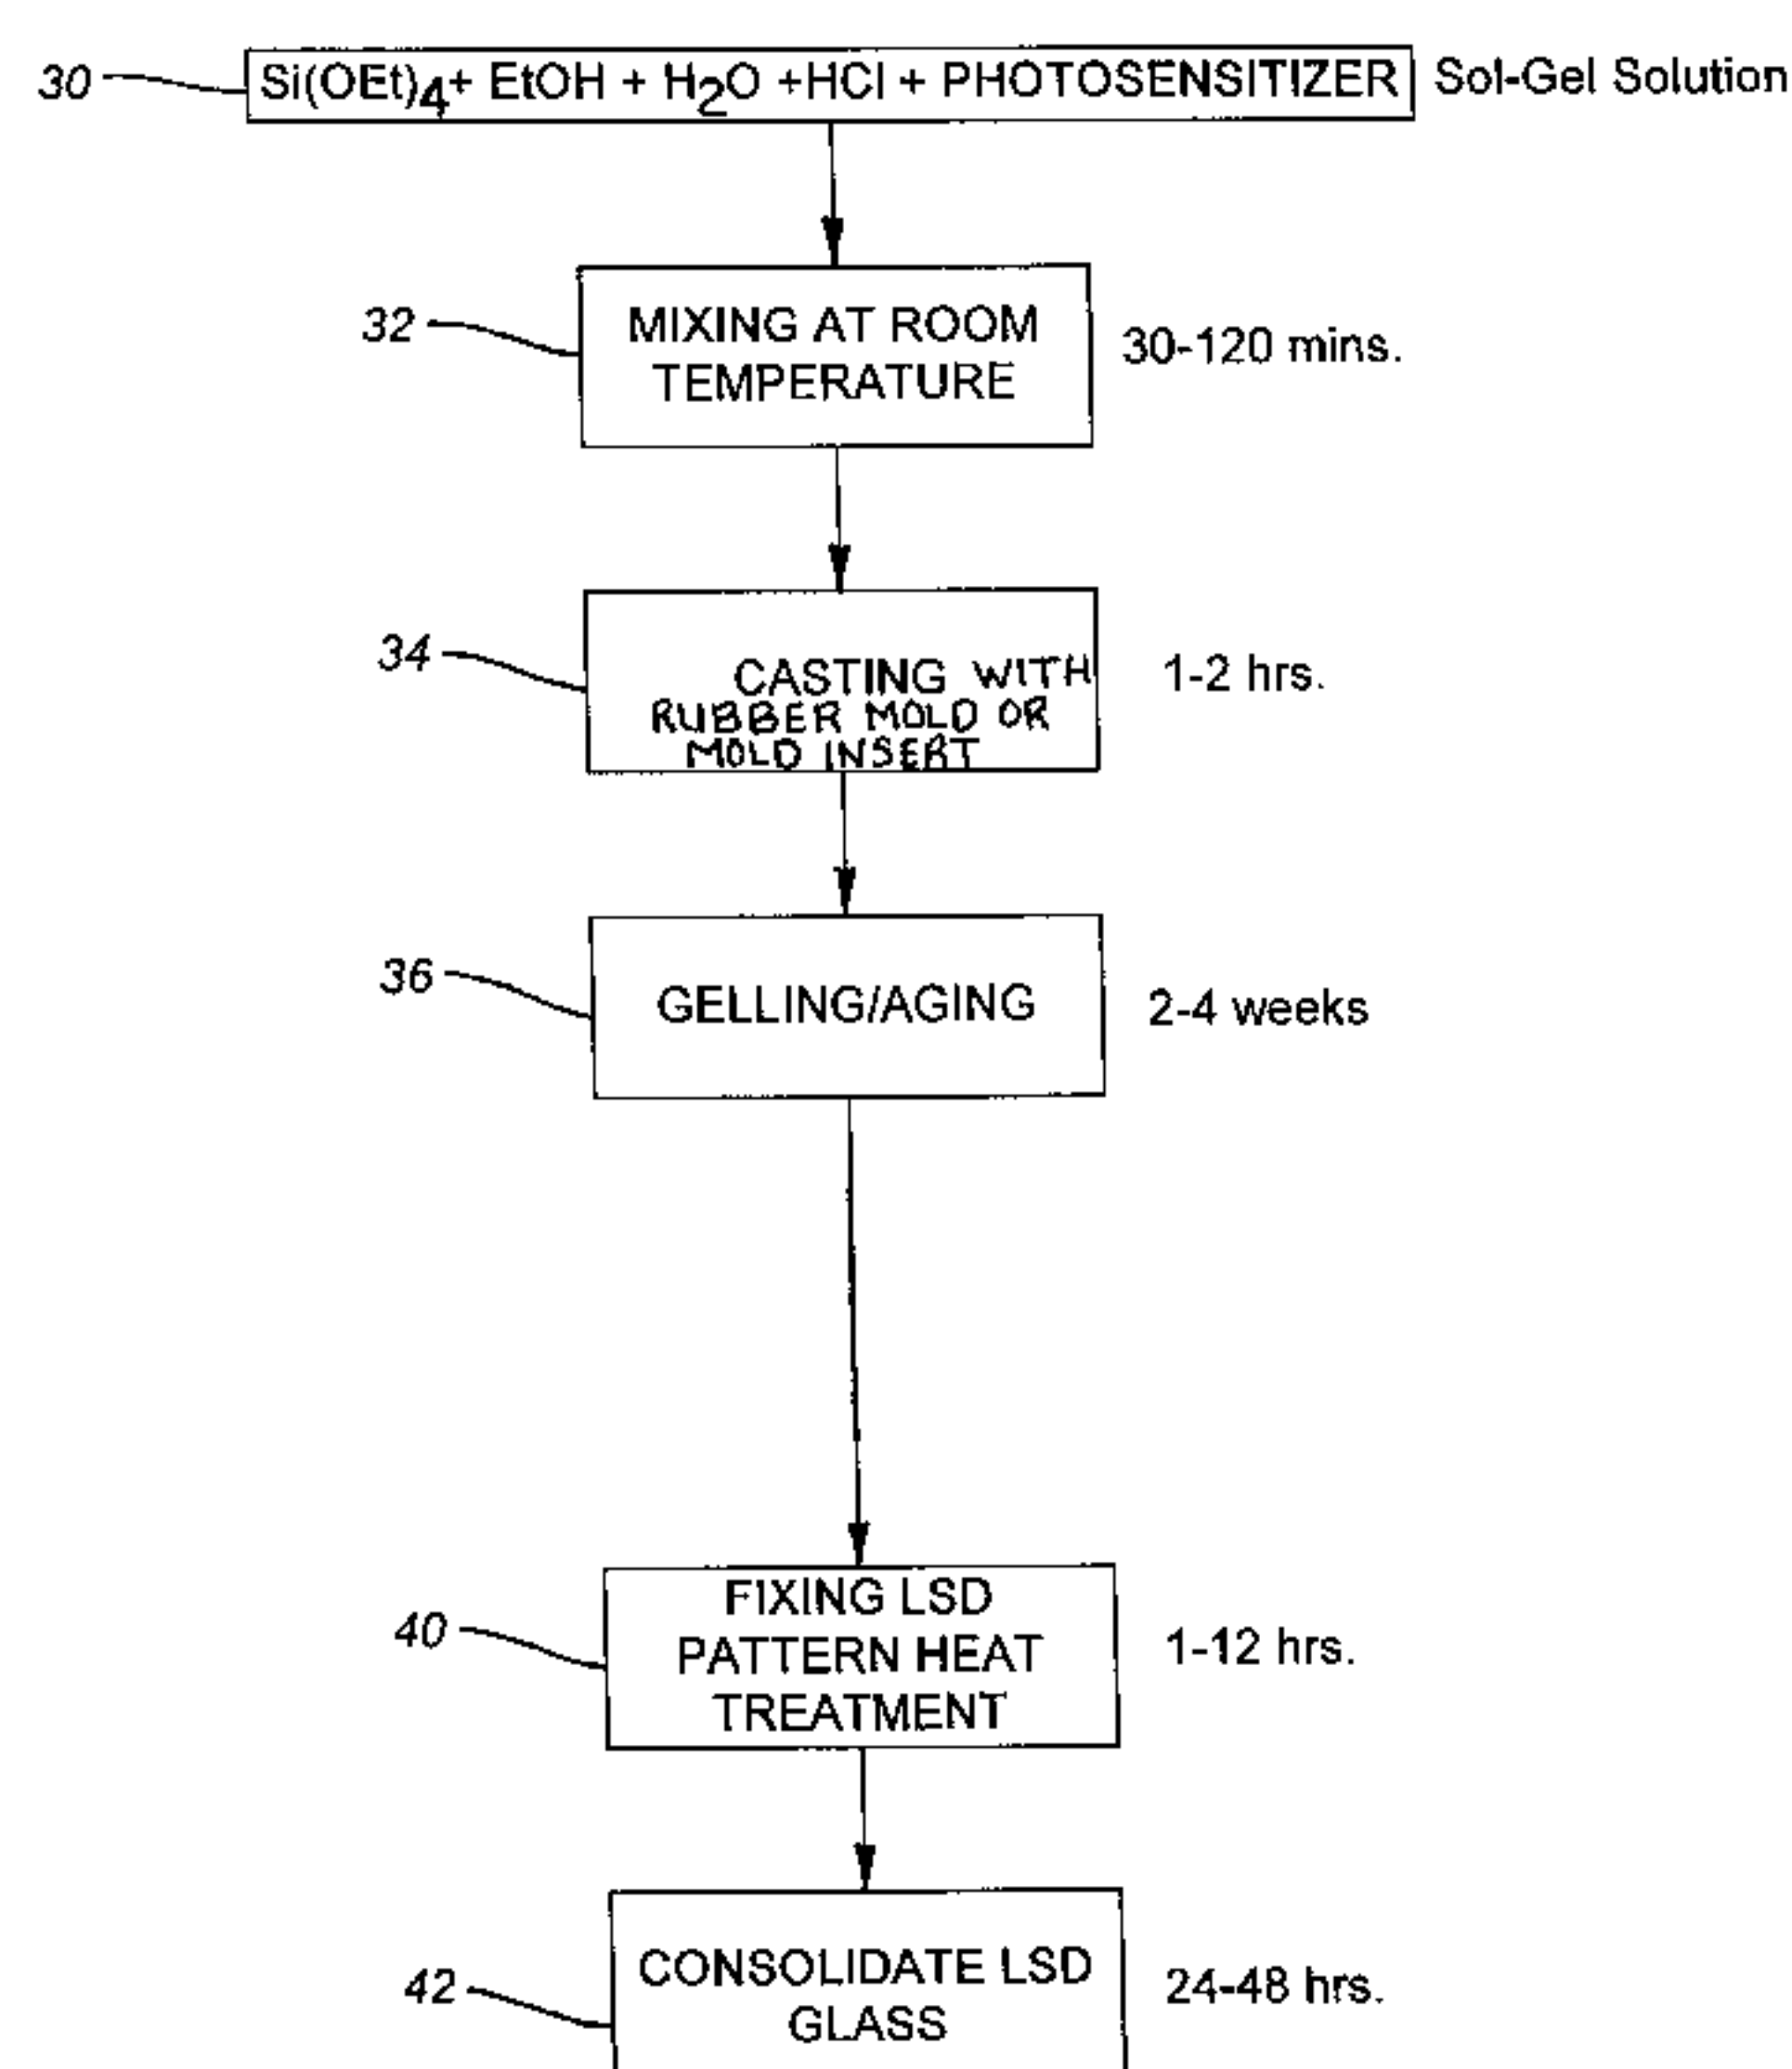 30 Si(OEt)4+ EtOH + H2O +HCl + PHOTOSENSITIZER Sol-Gel Solution
32 MIXING AT ROOM
TEMPERATURE
30-120 mins.
34 CASTING WITH
RUBBER MOLD OR
MOLD INSERT
1-2 hrs.
36 GELLING/AGING 2-4 weeks
40 FIXING LSD
PATTERN HEAT
TREATMENT
1-12 hrs.
42 CONSOLIDATE LSD
GLASS
24-48 hrs.